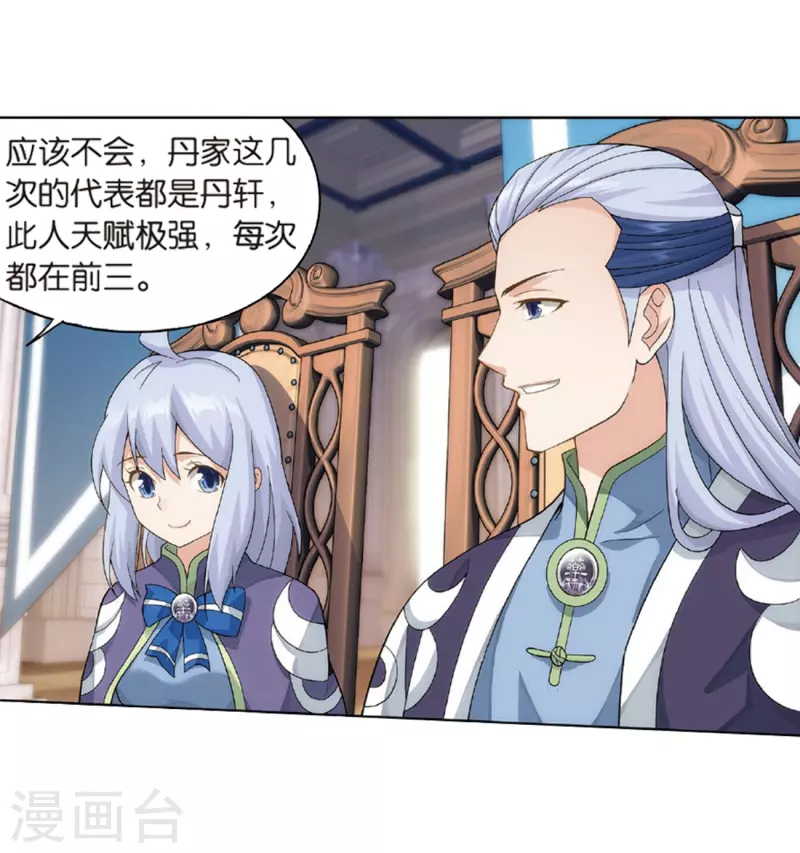 应该不会，丹家这几
次的代表都是丹轩，
此人天赋极强，每次
都在前三。
漫画台